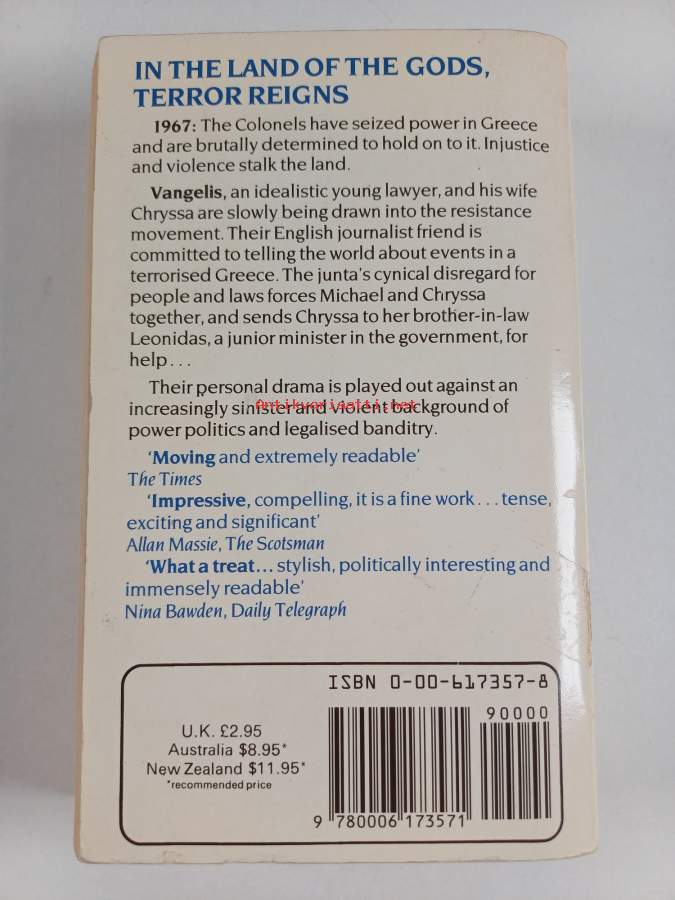 IN THE LAND OF THE GODS,
TERROR REIGNS
1967: The Colonels have seized power in Greece
and are brutally determined to hold on to it. Injustice
and violence stalk the land.
Vangelis, an idealistic young lawyer, and his wife
Chryssa are slowly being drawn into the resistance
movement. Their English journalist friend is
committed to telling the world about events in a
terrorised Greece. The junta's cynical disregard for
people and laws forces Michael and Chryssa
together, and sends Chryssa to her brother-in-law
Leonidas, a junior minister in the government, for
help...
Their personal drama is played out against an
increasingly sinister and violent background of
Antikvariaatti.net
power politics and legalised banditry.
'Moving and extremely readable'
The Times
'Impressive, compelling, it is a fine work...tense,
exciting and significant'
Allan Massie, The Scotsman
'What a treat...stylish, politically interesting and
immensely readable'
Nina Bawden, Daily Telegraph
ISBN 0-00-617357-8
90000
U.K. £2.95
Australia $8.95*
New Zealand $11.95*
*recommended price
9 780006 173571